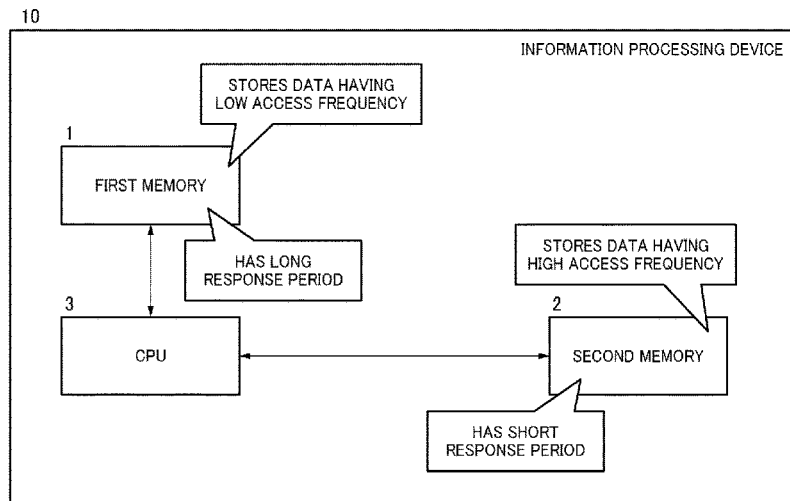 10
INFORMATION PROCESSING DEVICE
STORES DATA HAVING
LOW ACCESS FREQUENCY
1
FIRST MEMORY
HAS LONG
RESPONSE PERIOD
STORES DATA HAVING
HIGH ACCESS FREQUENCY
3
CPU
2
SECOND MEMORY
HAS SHORT
RESPONSE PERIOD